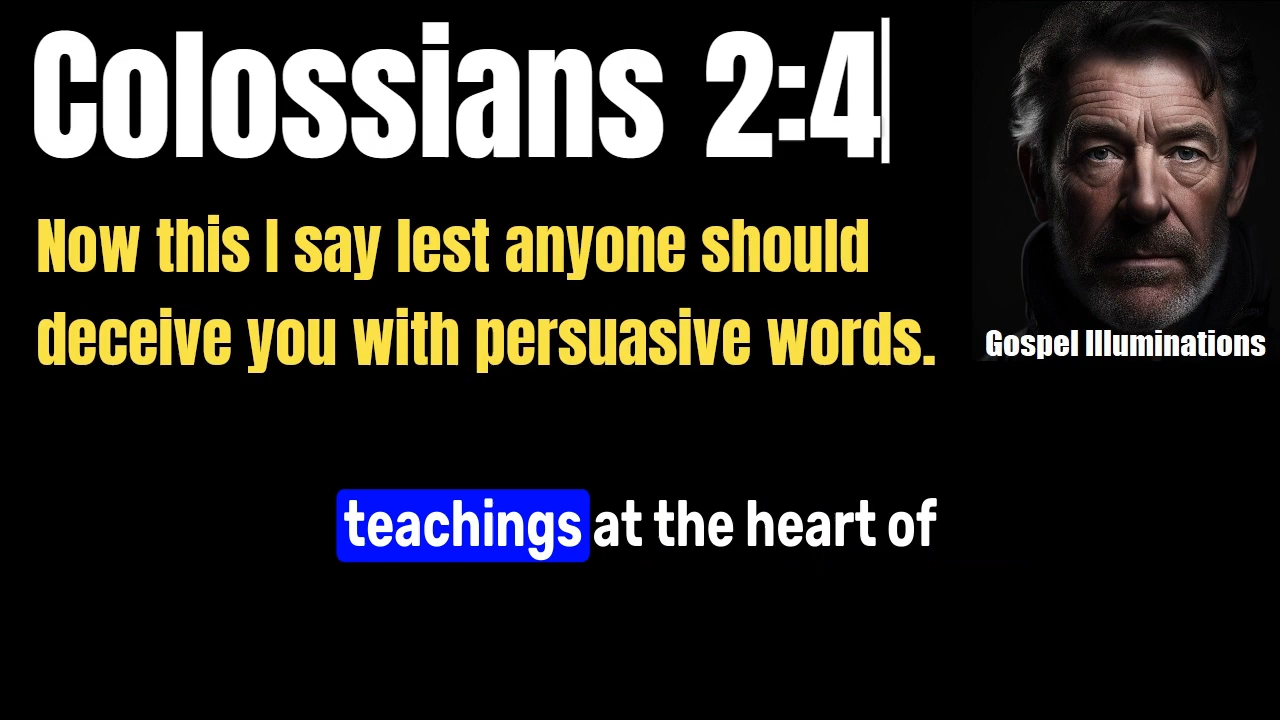 Colossians 2:4
Now this I say lest anyone should
deceive you with persuasive words.
Gospel Illuminations
teachings at the heart of